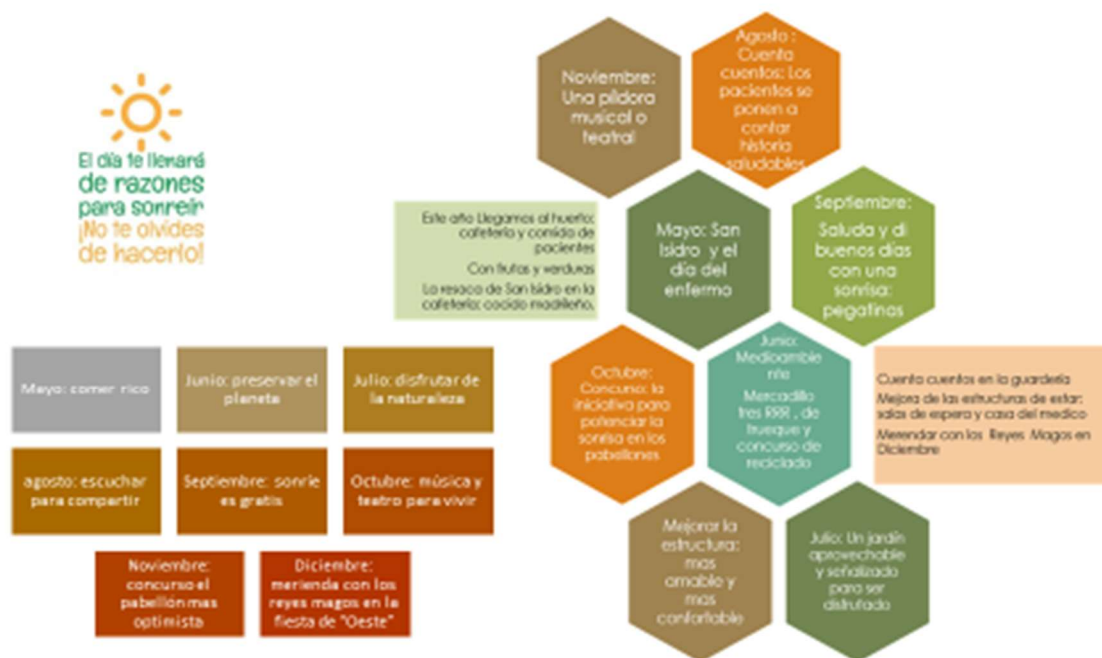 El día te llenará
de razones
para sonreír
¡No te olvides
de hacerlo!
Noviembre:
Una píldora
musical o
teatral
Agosto :
Cuenta
cuentos: Los
pacientes se
ponen a
contar
historia
saludables
Este año Llegamos al huerto:
cafetería y comida de
pacientes
Con frutas y verduras
La resaca de San Isidro en la
cafetería: cocido madrileño.
Mayo: San
Isidro y el
día del
enfermo
Septiembre:
Saluda y di
buenos días
con una
sonrisa:
pegatinas
Octubre:
Concurso: la
iniciativa para
potenciar la
sonrisa en los
pabellones
Junio:
Medioambie
nte
Mercadillo
tres RRR , de
trueque y
concurso de
reciclado
Cuenta cuentos en la guardería
Mejora de las estructuras de estar:
salas de espera y casa del medico
Merendar con los Reyes Magos en
Diciembre
Mejorar la
estructura:
mas
amable y
mas
confortable
Julio: Un jardín
aprovechable
y señalizado
para ser
disfrutado
Mayo: comer rico
Junio: preservar el
planeta
Julio: disfrutar de
la naturaleza
agosto: escuchar
para compartir
Septiembre: sonríe
es gratis
Octubre: música y
teatro para vivir
Noviembre:
concurso el
pabellón mas
optimista
Diciembre:
merienda con los
reyes magos en la
fiesta de "Oeste"